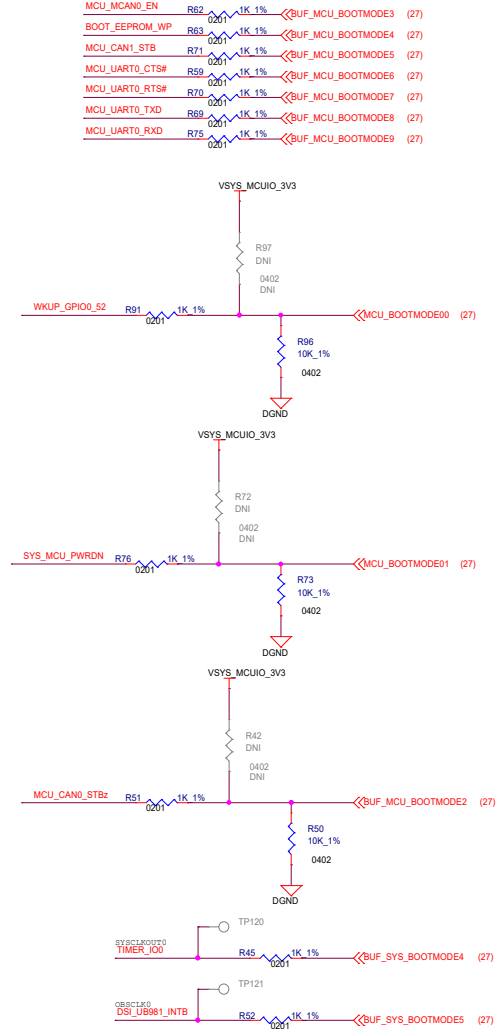 MCU_MCAN0_EN R62 1K_1% BUF_MCU_BOOTMODE3 (27)
0201
BOOT_EEPROM_WP R63 1K_1% BUF_MCU_BOOTMODE4 (27)
0201
MCU_CAN1_STB R71 1K_1% BUF_MCU_BOOTMODE5 (27)
0201
MCU_UART0_CTS# R59 1K_1% BUF_MCU_BOOTMODE6 (27)
0201
MCU_UART0_RTS# R70 1K_1% BUF_MCU_BOOTMODE7 (27)
0201
MCU_UART0_TXD R69 1K_1% BUF_MCU_BOOTMODE8 (27)
0201
MCU_UART0_RXD R75 1K_1% BUF_MCU_BOOTMODE9 (27)
0201
VSYS_MCUIO_3V3
R97
DNI
0402
DNI
WKUP_GPIO0_52 R91 1K_1% MCU_BOOTMODE00 (27)
0201
R96
10K_1%
0402
DGND
VSYS_MCUIO_3V3
R72
DNI
0402
DNI
SYS_MCU_PWRDN R76 1K_1% MCU_BOOTMODE01 (27)
0201
R73
10K_1%
0402
DGND
VSYS_MCUIO_3V3
R42
DNI
0402
DNI
MCU_CAN0_STBz R51 1K_1% BUF_MCU_BOOTMODE2 (27)
0201
R50
10K_1%
0402
DGND
TP120
SYSCLKOUT0
TIMER_IO0 R45 1K_1% BUF_SYS_BOOTMODE4 (27)
0201
TP121
OBSCLK0
DSI_UB981_INTB R52 1K_1% BUF_SYS_BOOTMODE5 (27)
0201